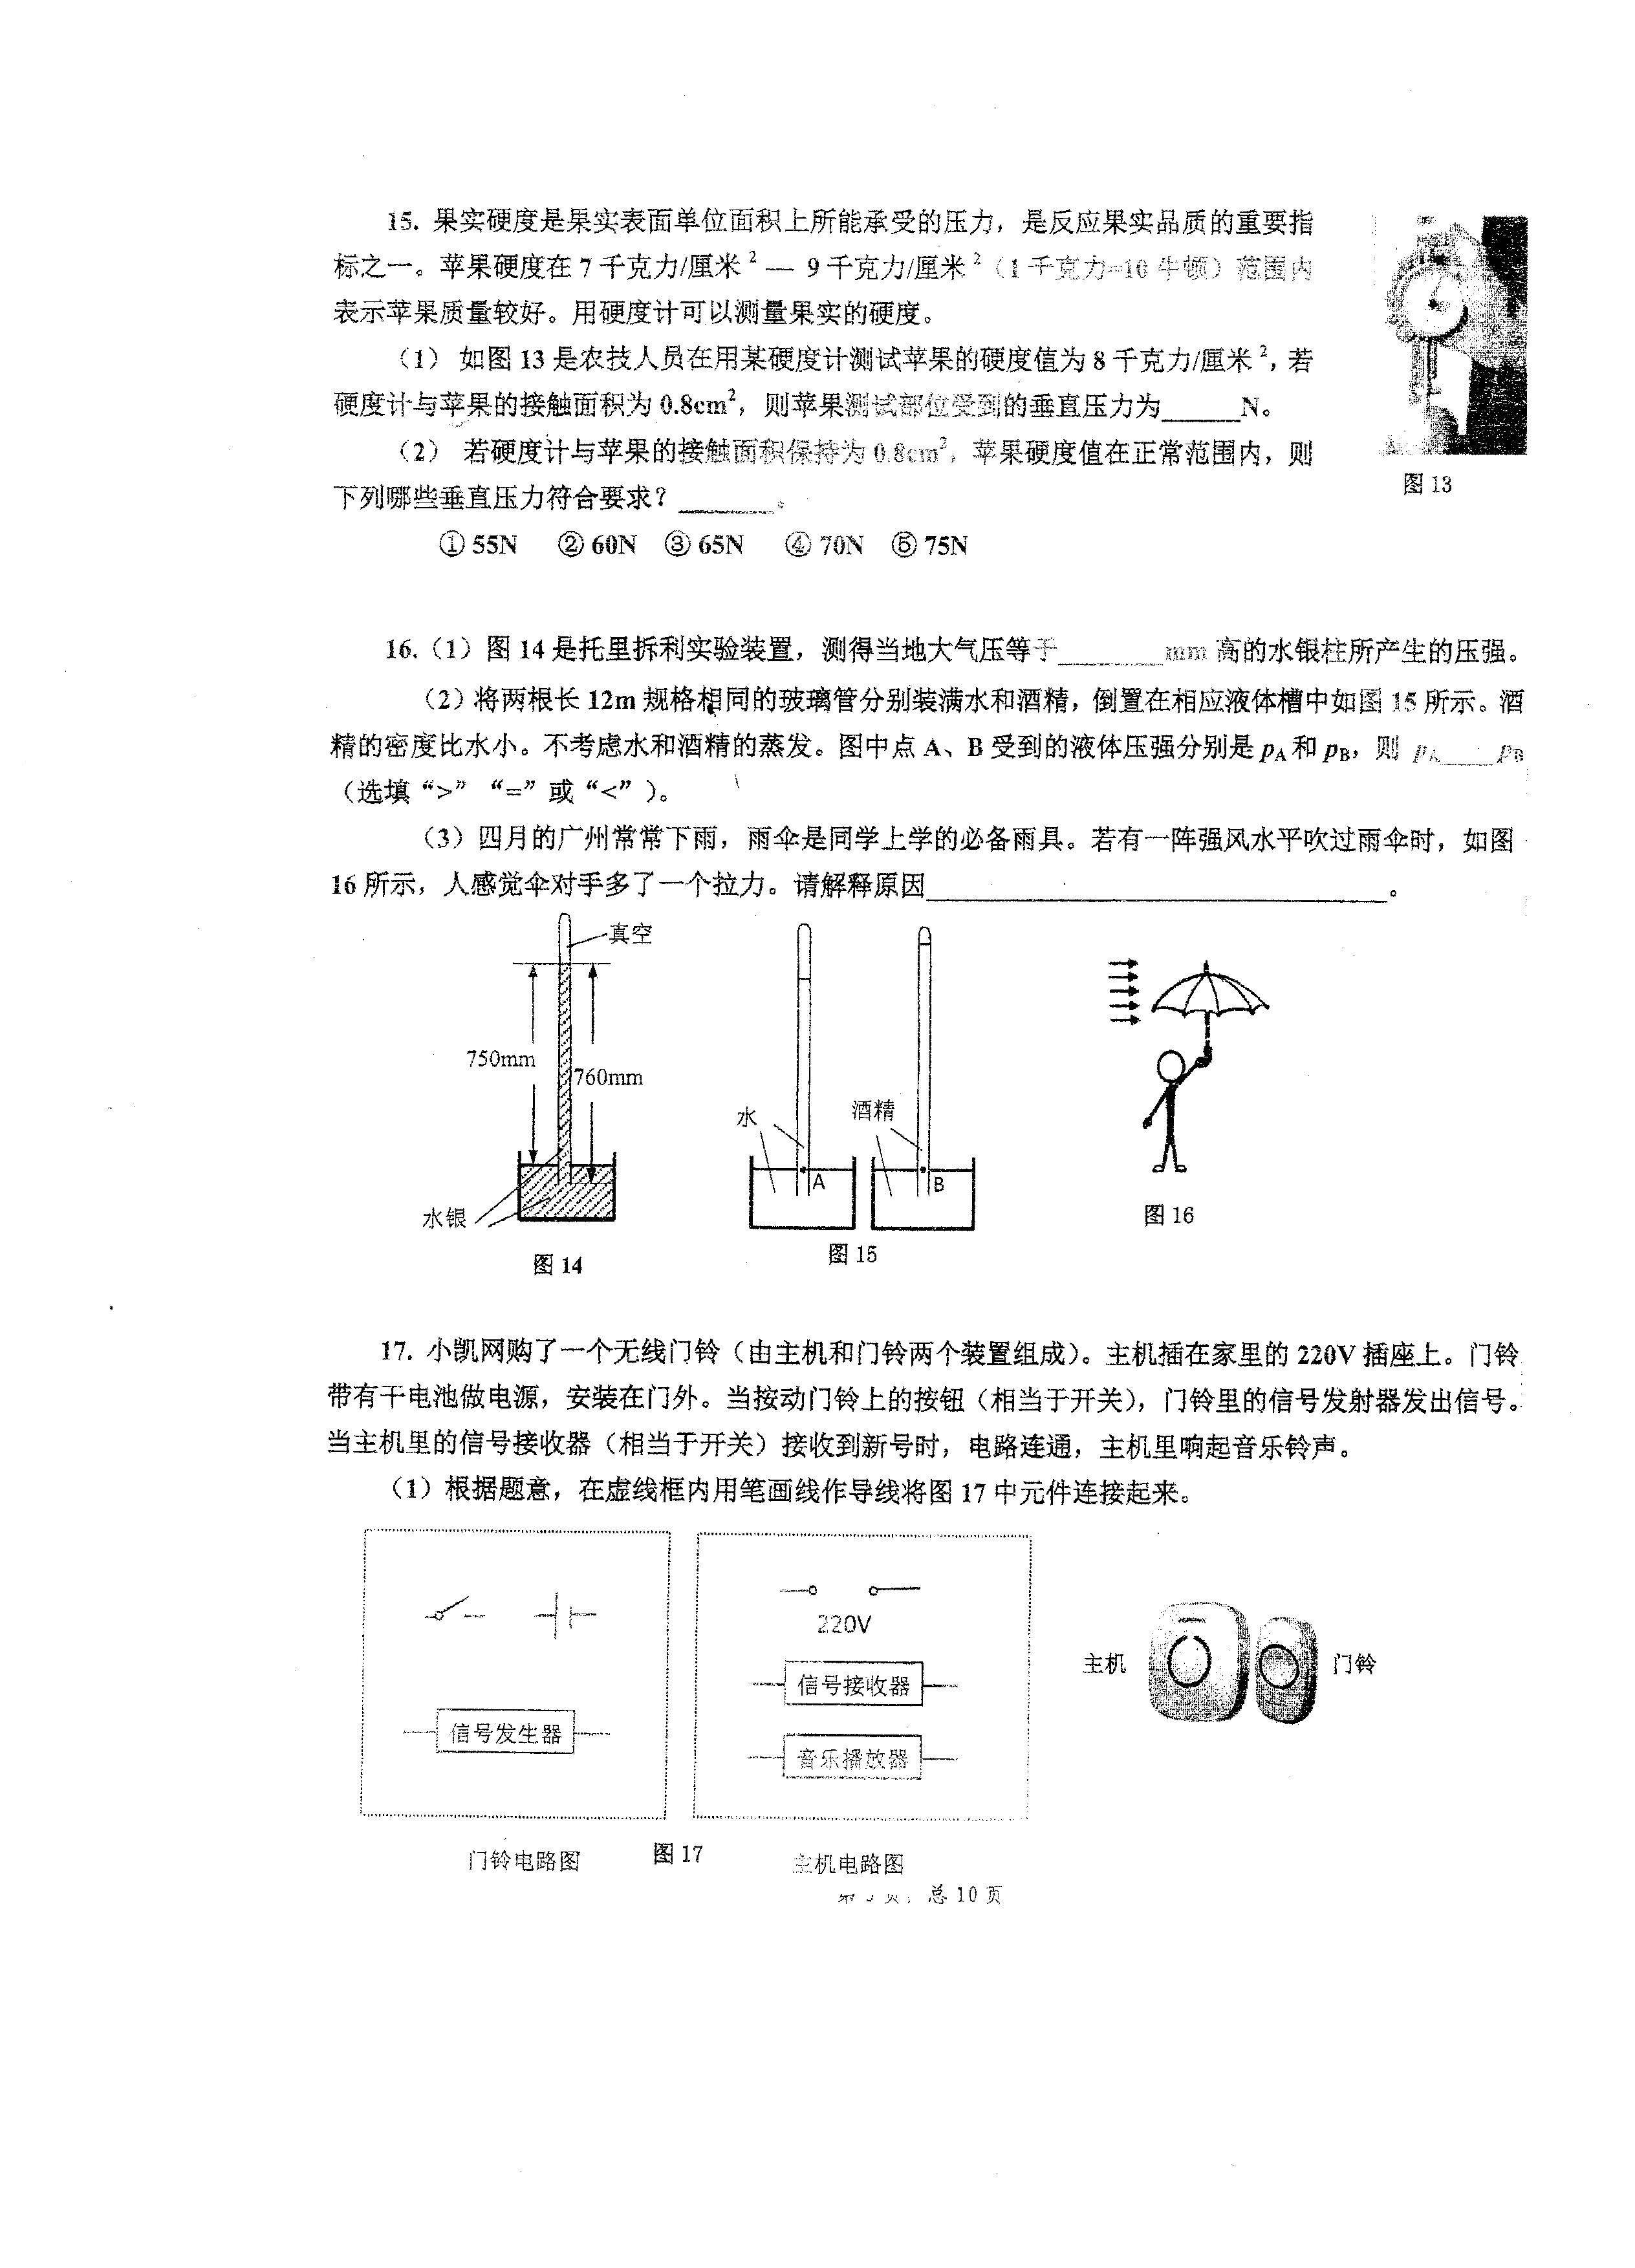 15. 果实硬度是果实表面单位面积上所能承受的压力，是反应果实品质的重要指
标之一。苹果硬度在 7 千克力/厘米² — 9 千克力/厘米²（1 千克力=10 牛顿）范围内
表示苹果质量较好。用硬度计可以测量果实的硬度。
（1） 如图 13 是农技人员在用某硬度计测试苹果的硬度值为 8 千克力/厘米²，若
硬度计与苹果的接触面积为 0.8cm²，则苹果测试部位受到的垂直压力为______N。
（2） 若硬度计与苹果的接触面积保持为 0.8cm²，苹果硬度值在正常范围内，则
下列哪些垂直压力符合要求？_______。
图 13
① 55N ② 60N ③ 65N ④ 70N ⑤ 75N
16.（1）图 14 是托里拆利实验装置，测得当地大气压等于________mm 高的水银柱所产生的压强。
（2）将两根长 12m 规格相同的玻璃管分别装满水和酒精，倒置在相应液体槽中如图 15 所示。酒
精的密度比水小。不考虑水和酒精的蒸发。图中点 A、B 受到的液体压强分别是 pA 和 pB，则 pA____pB
（选填“>” “=”或“<”）。
（3）四月的广州常常下雨，雨伞是同学上学的必备雨具。若有一阵强风水平吹过雨伞时，如图
16 所示，人感觉伞对手多了一个拉力。请解释原因____________________________________。
真空
750mm
760mm
水银
图 14
水
酒精
A
B
图 15
图 16
17. 小凯网购了一个无线门铃（由主机和门铃两个装置组成）。主机插在家里的 220V 插座上。门铃
带有干电池做电源，安装在门外。当按动门铃上的按钮（相当于开关），门铃里的信号发射器发出信号。
当主机里的信号接收器（相当于开关）接收到新号时，电路连通，主机里响起音乐铃声。
（1）根据题意，在虚线框内用笔画线作导线将图 17 中元件连接起来。
220V
信号接收器
信号发生器
音乐播放器
主机
门铃
门铃电路图
图 17
主机电路图
总 10 页